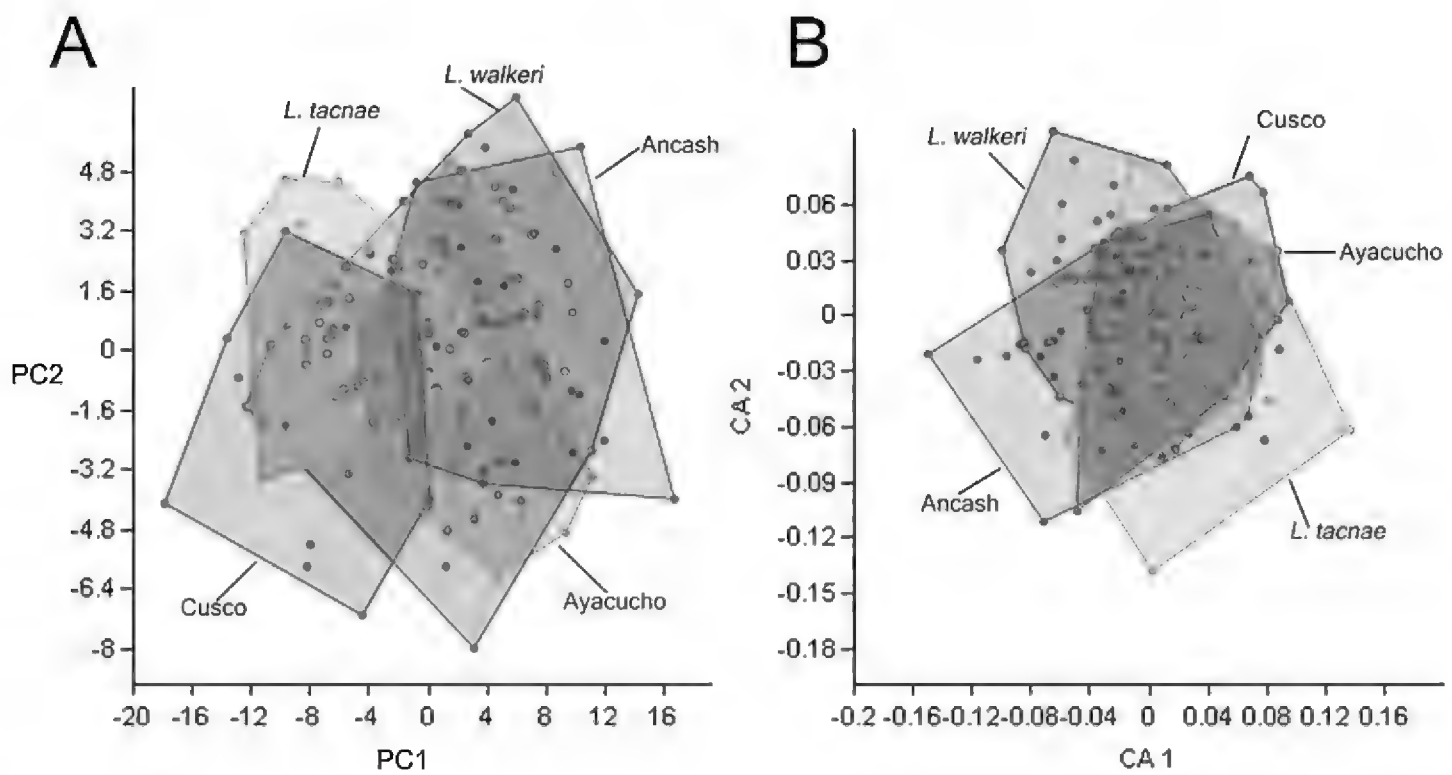 A
L. walkeri
L. tacnae
Ancash
4.8
3.2
1.6
0
PC2
-1.6
-3.2
-4.8
-6.4
-8
Cusco
Ayacucho
-20 -16 -12 -8 -4 0 4 8 12 16
PC1
B
L. walkeri
Cusco
Ayacucho
0.06
0.03
0
-0.03
CA 2
-0.06
-0.09
-0.12
-0.15
-0.18
Ancash
L. tacnae
-0.2 -0.16 -0.12 -0.08 -0.04 0 0.04 0.08 0.12 0.16
CA 1